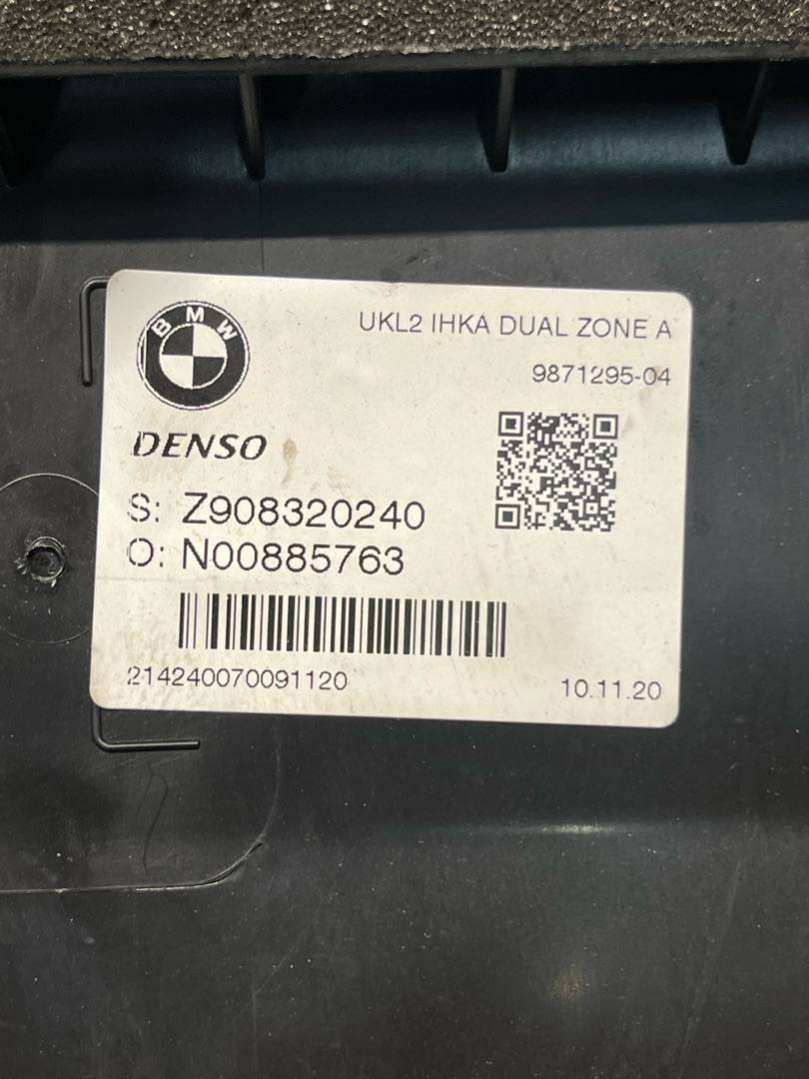 BMW
UKL2 IHKA DUAL ZONE A
9871295-04
DENSO
S: Z908320240
O: N00885763
214240070091120
10.11.20